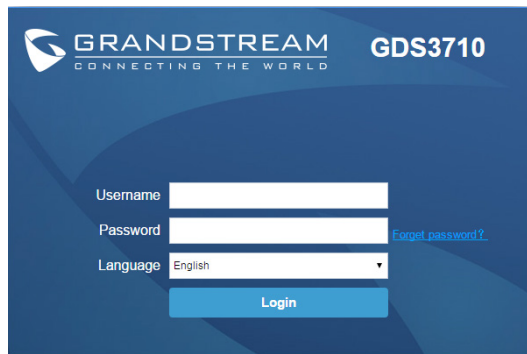 GRANDSTREAM
CONNECTING THE WORLD
GDS3710
Username
Password
Forget password?
Language
English
Login